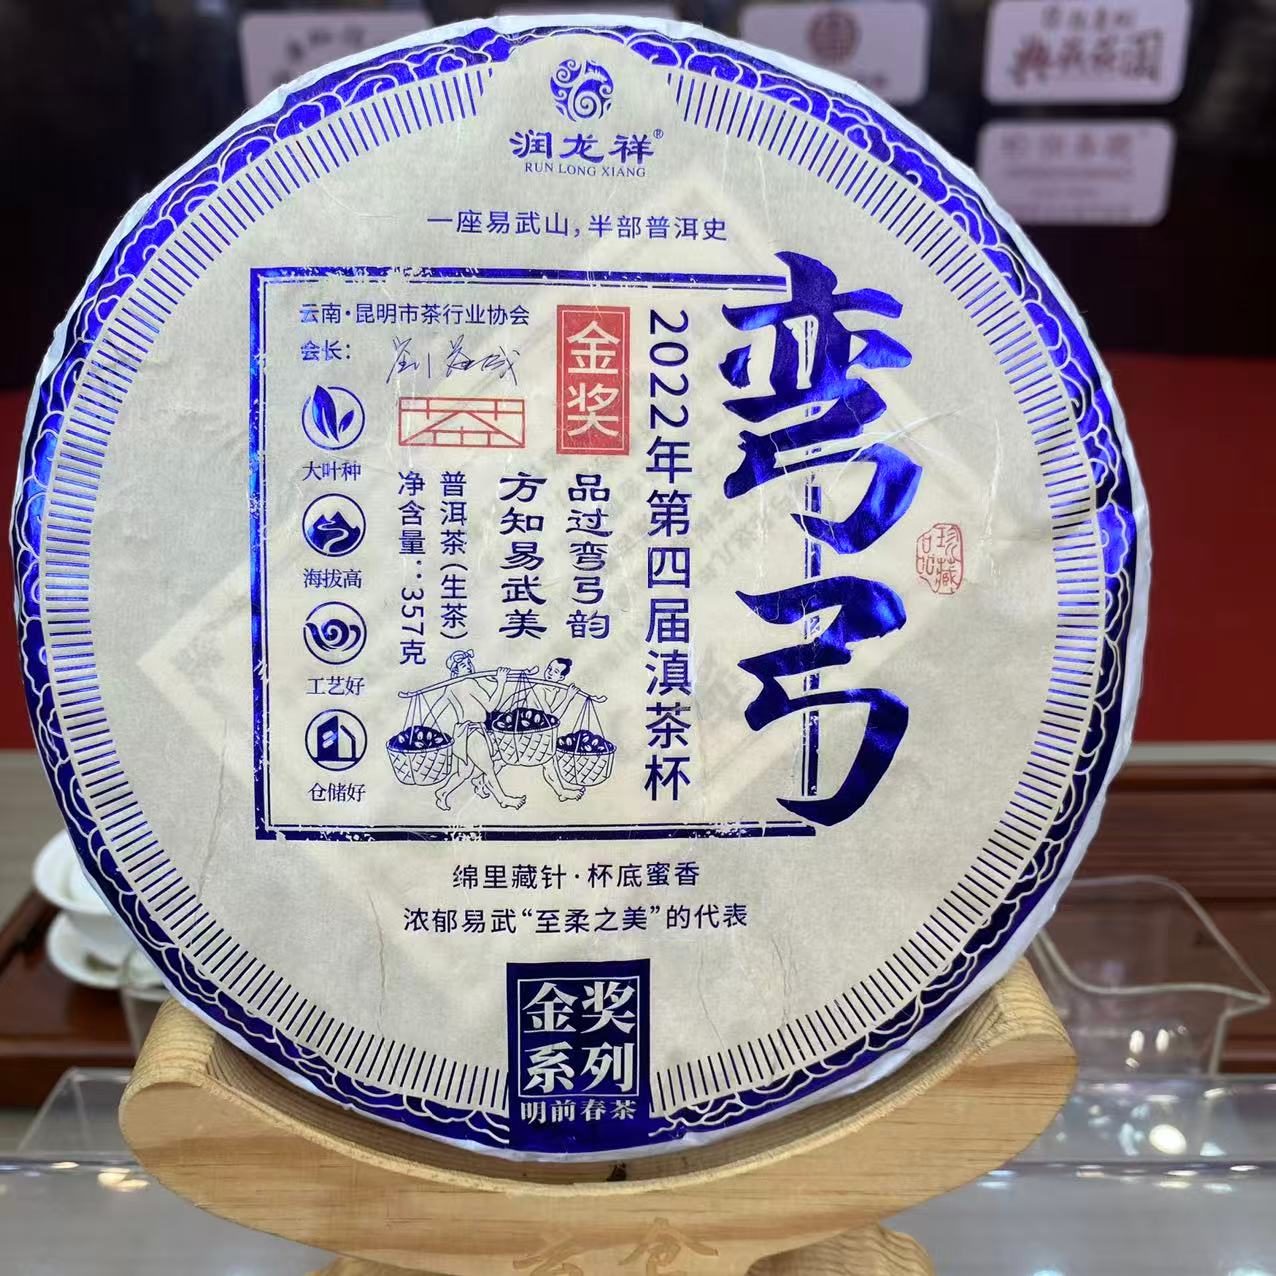 润龙祥®
RUN LONG XIANG
一座易武山,半部普洱史
弯弓
珍藏
2022年第四届滇茶杯
金奖
品过弯弓韵
方知易武美
普洱茶(生茶)
净含量:357克
云南·昆明市茶行业协会
会长:
茶
大叶种
海拔高
工艺好
仓储好
绵里藏针·杯底蜜香
浓郁易武“至柔之美”的代表
金奖
系列
明前春茶